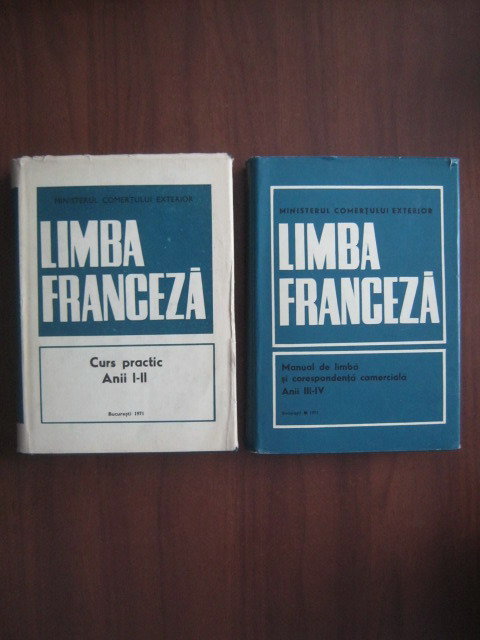 MINISTERUL COMERȚULUI EXTERIOR
LIMBA
FRANCEZĂ
Curs practic
Anii I-II
București 1971
MINISTERUL COMERȚULUI EXTERIOR
LIMBA
FRANCEZĂ
Manual de limbă
și corespondență comercială
Anii III-IV
București